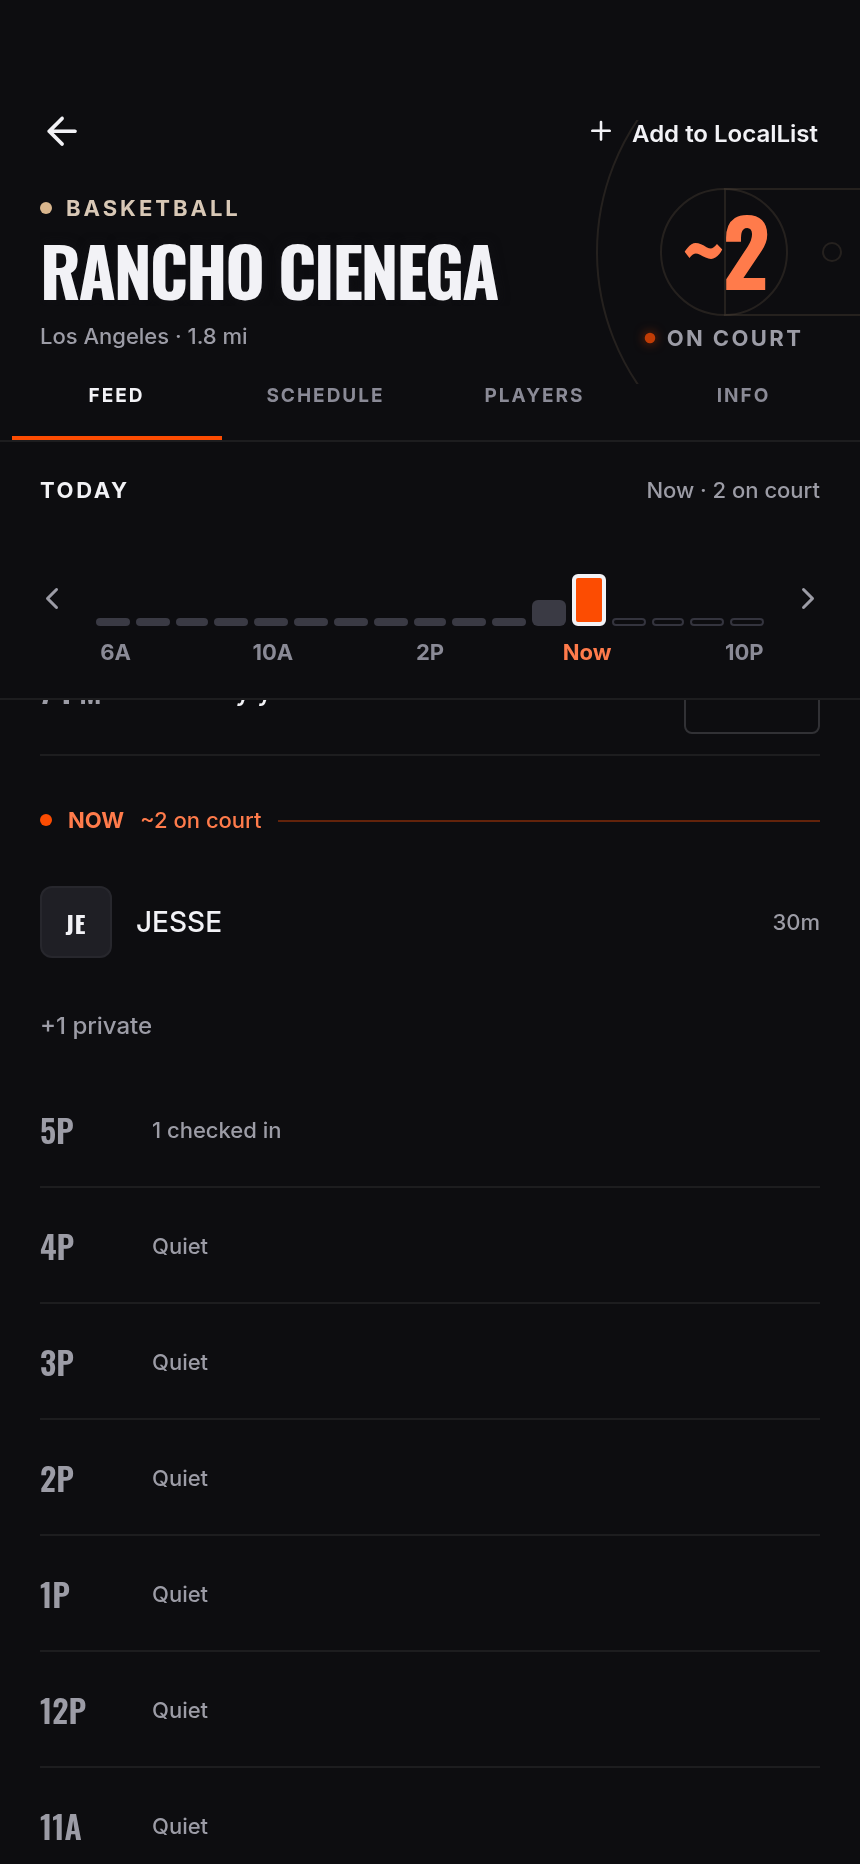 Add to LocalList
BASKETBALL
RANCHO CIENEGA
Los Angeles · 1.8 mi
~2
ON COURT
FEED SCHEDULE PLAYERS INFO
TODAY
Now · 2 on court
6A 10A 2P Now 10P
NOW ~2 on court
JE JESSE 30m
+1 private
5P 1 checked in
4P Quiet
3P Quiet
2P Quiet
1P Quiet
12P Quiet
11A Quiet